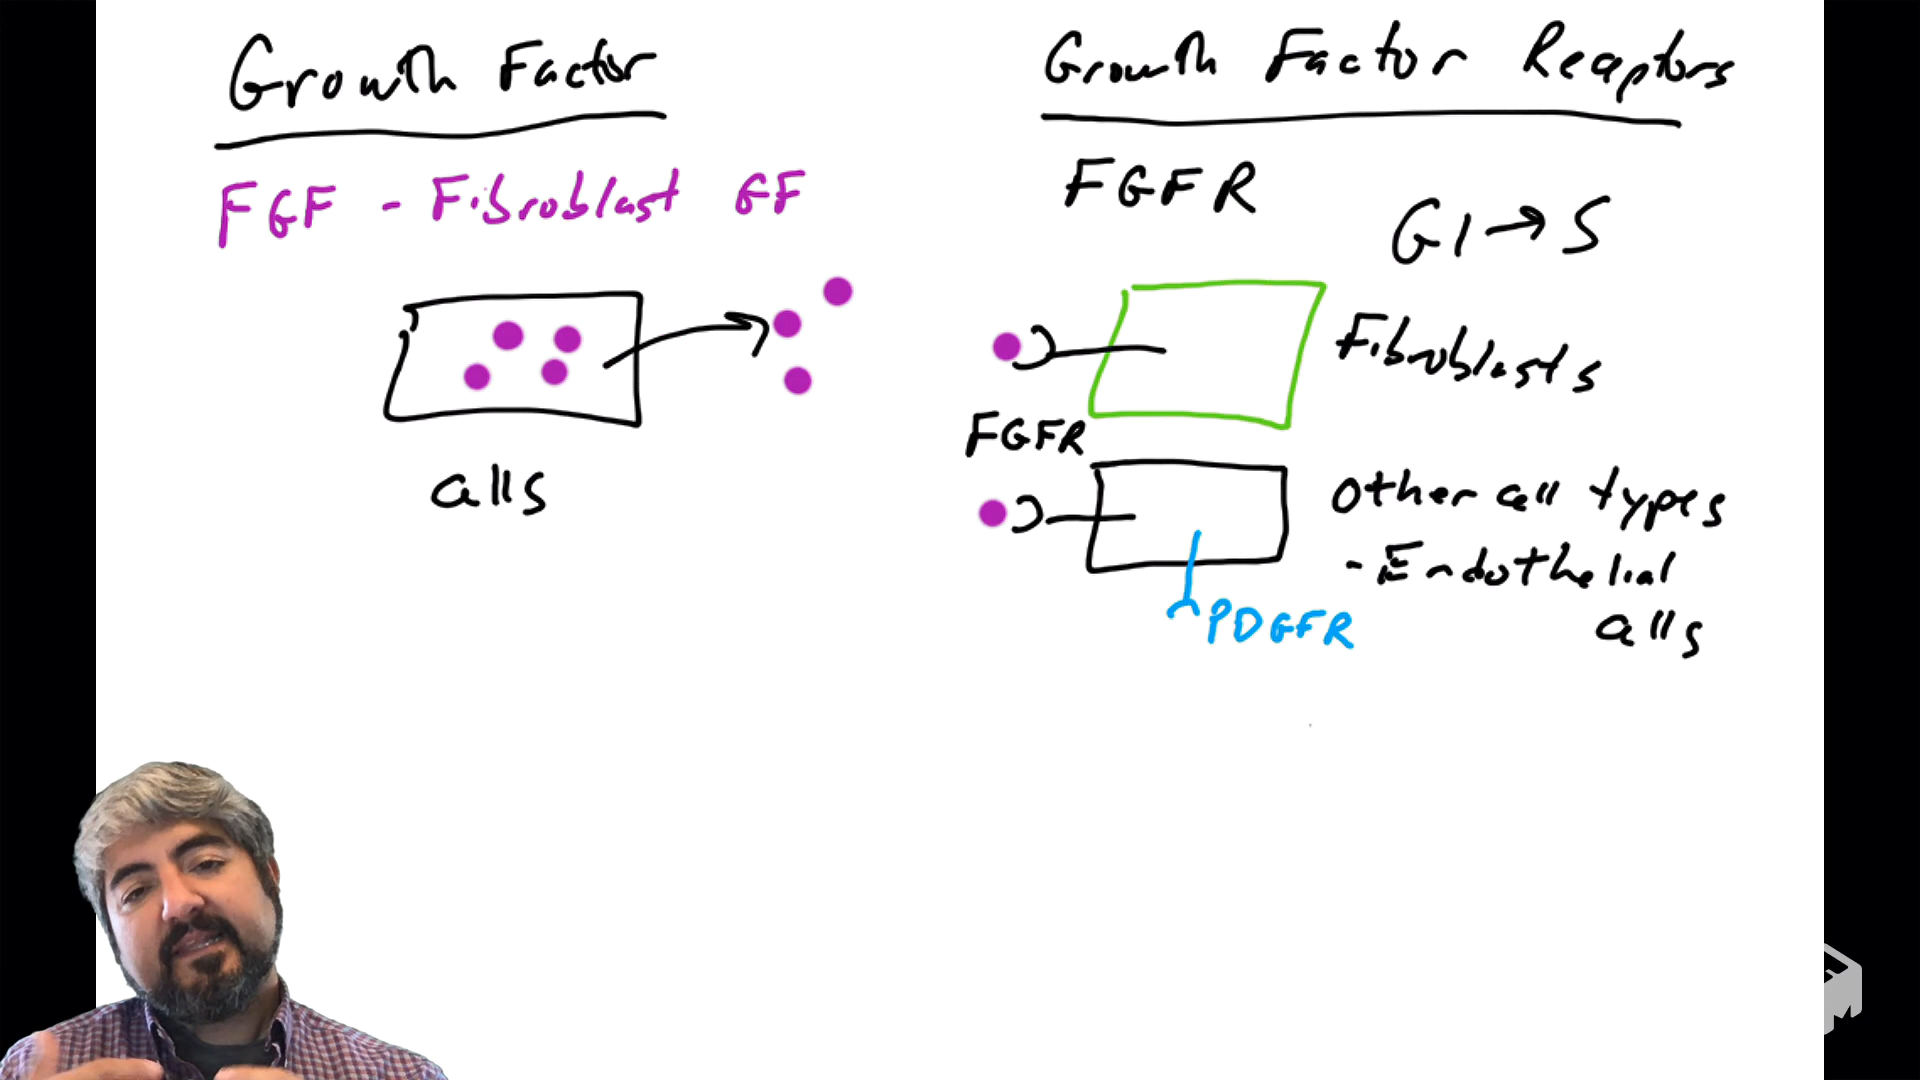 Growth Factor
FGF - Fibroblast GF
cells
Growth Factor Receptors
FGFR
G1 → S
Fibroblasts
FGFR
Other cell types
- Endothelial
cells
PDGFR